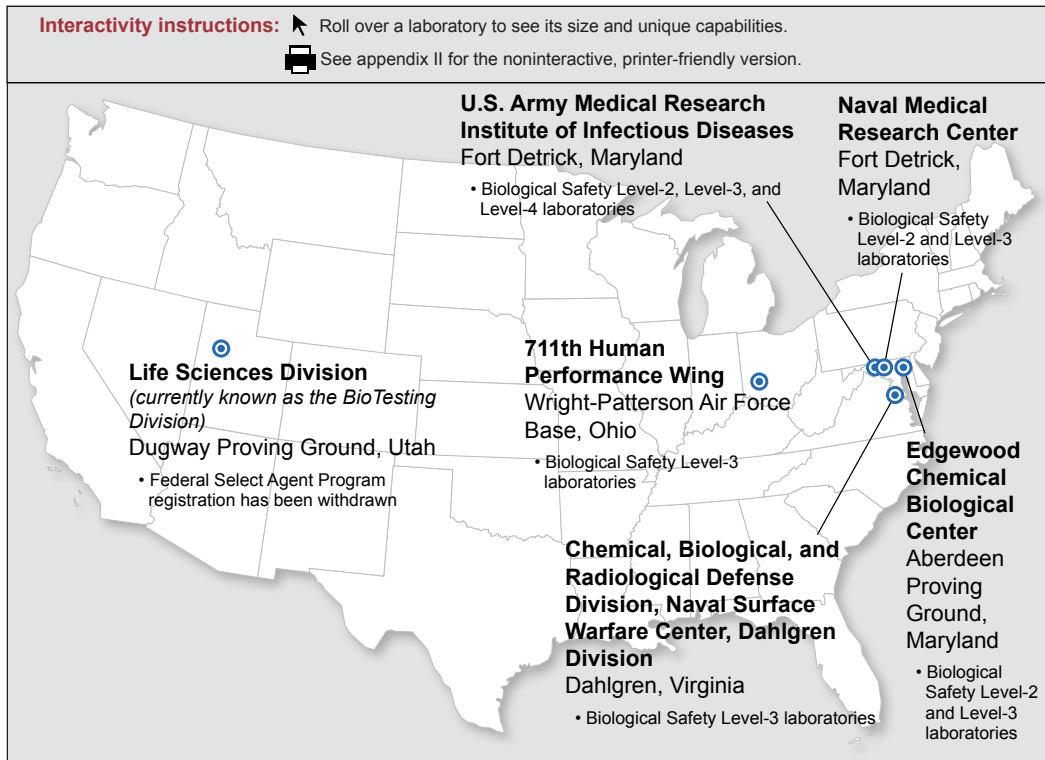 Interactivity instructions: Roll over a laboratory to see its size and unique capabilities.
See appendix II for the noninteractive, printer-friendly version.
U.S. Army Medical Research
Institute of Infectious Diseases
Fort Detrick, Maryland
• Biological Safety Level-2, Level-3, and
Level-4 laboratories
Naval Medical
Research Center
Fort Detrick,
Maryland
• Biological Safety
Level-2 and Level-3
laboratories
Life Sciences Division
(currently known as the BioTesting
Division)
Dugway Proving Ground, Utah
• Federal Select Agent Program
registration has been withdrawn
711th Human
Performance Wing
Wright-Patterson Air Force
Base, Ohio
• Biological Safety Level-3
laboratories
Chemical, Biological, and
Radiological Defense
Division, Naval Surface
Warfare Center, Dahlgren
Division
Dahlgren, Virginia
• Biological Safety Level-3 laboratories
Edgewood
Chemical
Biological
Center
Aberdeen
Proving
Ground,
Maryland
• Biological
Safety Level-2
and Level-3
laboratories